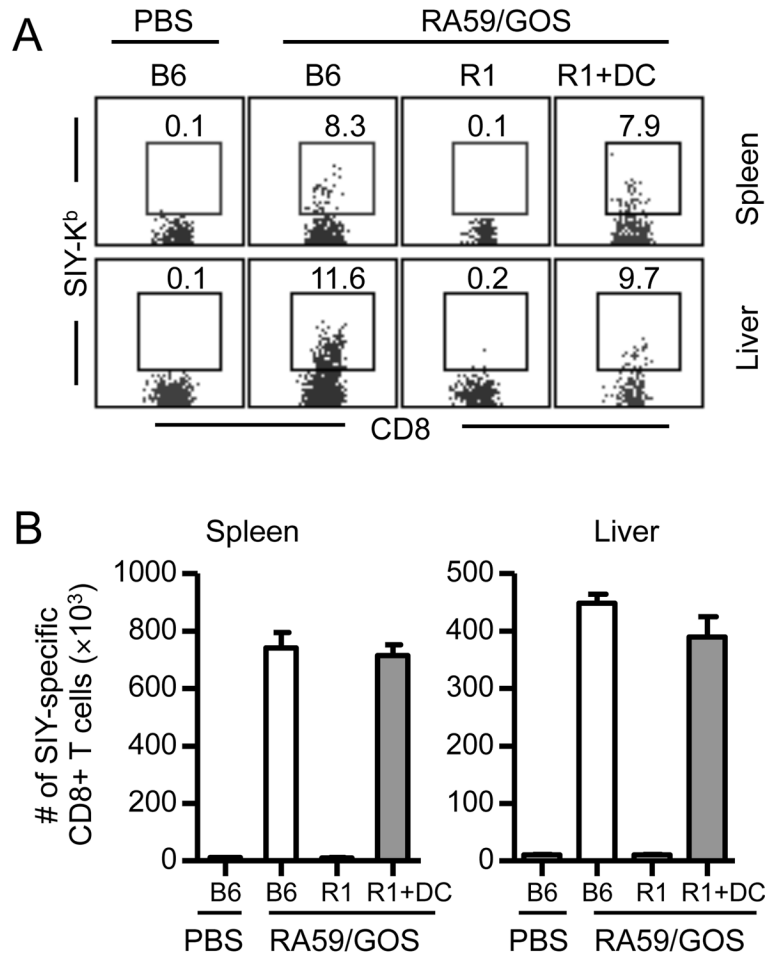 A
PBS
RA59/GOS
B6
B6
R1
R1+DC
0.1
8.3
0.1
7.9
Spleen
SIY-Kᵇ
0.1
11.6
0.2
9.7
Liver
CD8
B
Spleen
Liver
# of SIY-specific
CD8+ T cells (×10³)
1000
800
600
400
200
0
B6
B6
R1
R1+DC
PBS
RA59/GOS
500
400
300
200
100
0
B6
B6
R1
R1+DC
PBS
RA59/GOS